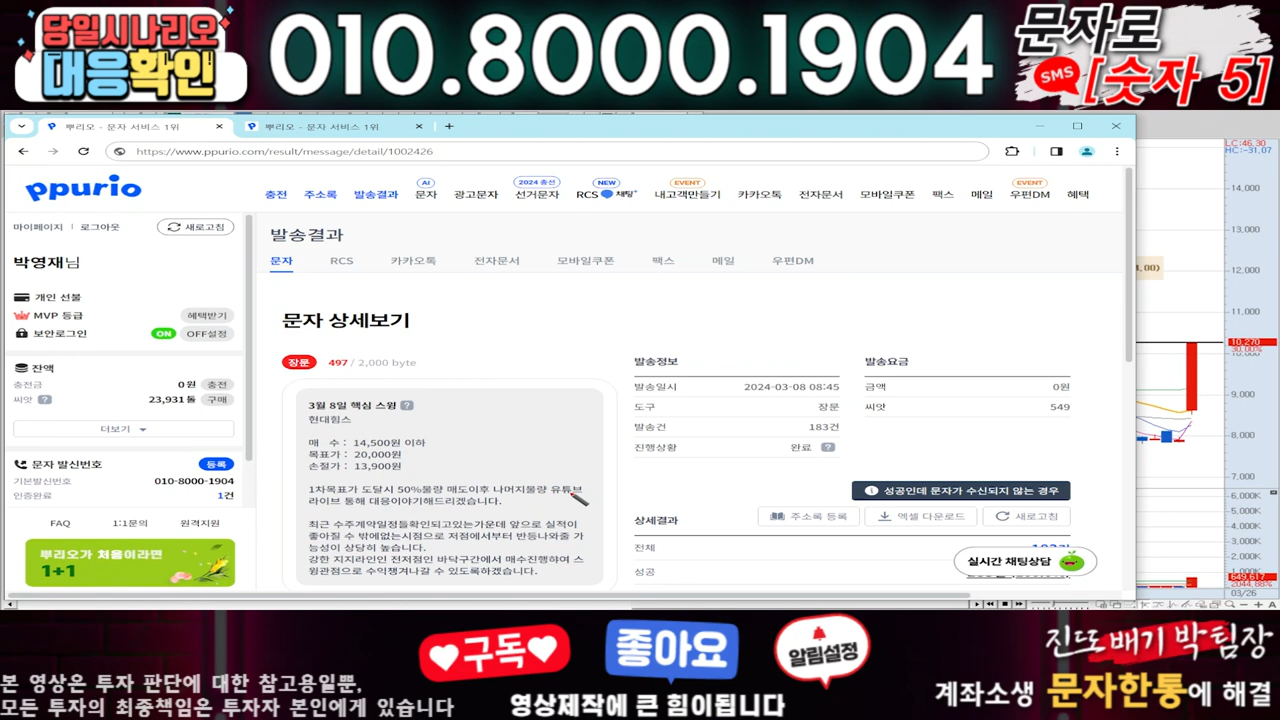 당일시나리오
대응확인
010.8000.1904
문자로
SMS [숫자 5]
뿌리오 - 문자 서비스 1위
뿌리오 - 문자 서비스 1위
https://www.ppurio.com/result/message/detail/1002426
ppurio
AI
2024 총선
NEW
EVENT
EVENT
충전 주소록 발송결과 문자 광고문자 선거문자 RCS 채팅+ 내고객만들기 카카오톡 전자문서 모바일쿠폰 팩스 메일 우편DM 혜택
마이페이지 | 로그아웃
새로고침
박영재님
개인 선불
MVP 등급 혜택받기
보안로그인 ON OFF설정
잔액
충전금 0 원 충전
씨앗 ? 23,931 톨 구매
더보기
문자 발신번호 등록
기본발신번호 010-8000-1904
인증완료 1건
FAQ 1:1문의 원격지원
뿌리오가 처음이라면
1+1
발송결과
문자 RCS 카카오톡 전자문서 모바일쿠폰 팩스 메일 우편DM
문자 상세보기
장문 497 / 2,000 byte
3월 8일 핵심 스윙 ?
현대힘스
매 수 : 14,500원 이하
목표가 : 20,000원
손절가 : 13,900원
1차목표가 도달시 50%물량 매도이후 나머지물량 유튜브
라이브 통해 대응이야기해드리겠습니다.
최근 수주계약일정들확인되고있는가운데 앞으로 실적이
좋아질 수 밖에없는시점으로 저점에서부터 반등나와줄 가
능성이 상당히 높습니다.
강한 지지라인인 전저점인 바닥구간에서 매수진행하여 스
윙관점으로 수익챙겨나갈 수 있도록하겠습니다.
발송정보
발송일시 2024-03-08 08:45
도구 장문
발송건 183건
진행상황 완료 ?
발송요금
금액 0원
씨앗 549
성공인데 문자가 수신되지 않는 경우
상세결과
주소록 등록
엑셀 다운로드
새로고침
전체
성공
실시간 채팅상담
LC:46.30
HC:-31.07
14,000
13,000
12,000
11,000
10,270
30.00%
10,000
9,000
8,000
7,000
6,000K
5,000K
4,000K
3,000K
2,000K
1,000K
649,617
2044.88%
03/26
구독
좋아요
알림설정
영상제작에 큰 힘이됩니다
본 영상은 투자 판단에 대한 참고용일뿐,
모든 투자의 최종책임은 투자자 본인에게 있습니다
진또배기 박팀장
계좌소생 문자한통에 해결